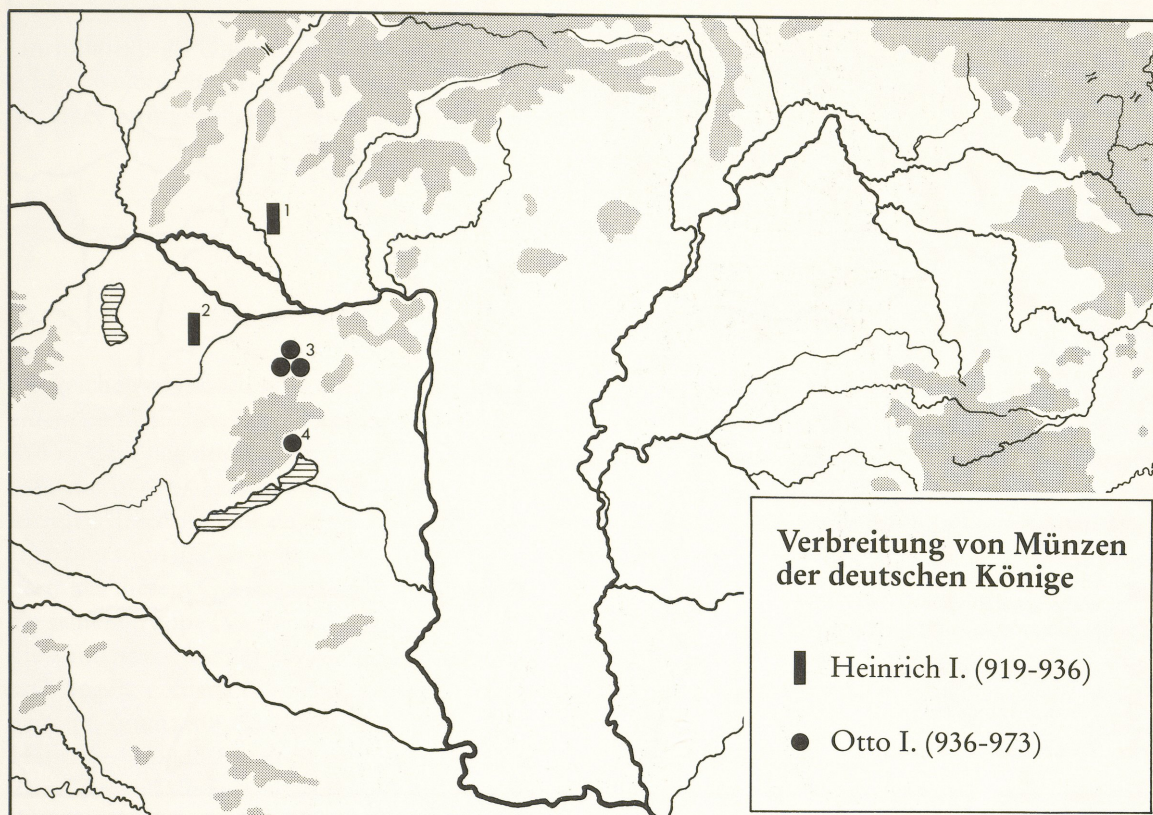 1
2
3
4
Verbreitung von Münzen
der deutschen Könige
Heinrich I. (919-936)
Otto I. (936-973)